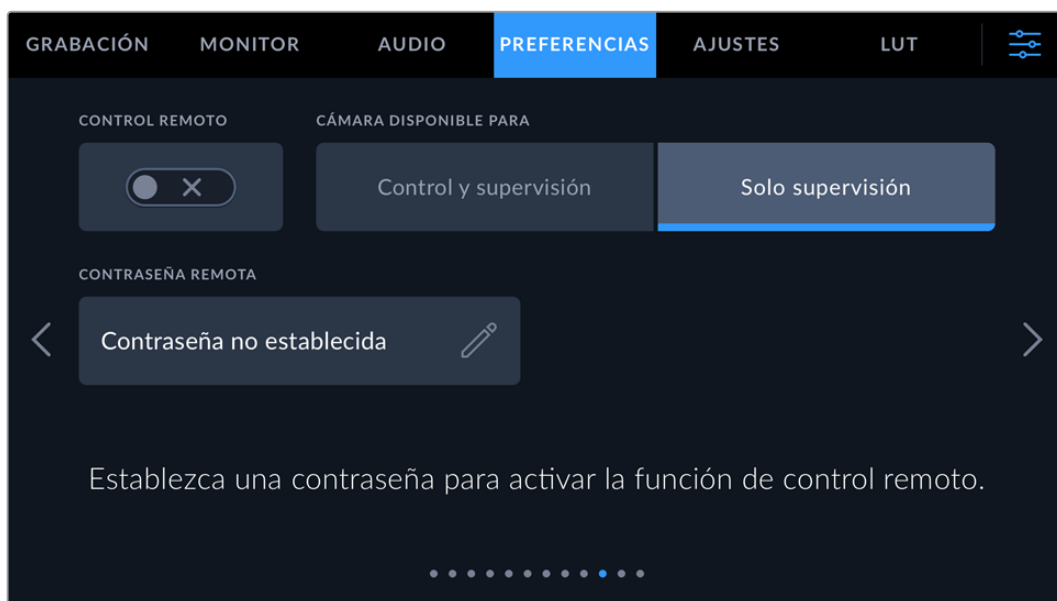 GRABACIÓN MONITOR AUDIO PREFERENCIAS AJUSTES LUT
CONTROL REMOTO CÁMARA DISPONIBLE PARA
Control y supervisión Solo supervisión
CONTRASEÑA REMOTA
Contraseña no establecida
Establezca una contraseña para activar la función de control remoto.